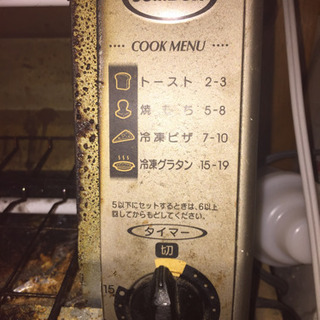 COOK MENU
トースト 2-3
焼もち 5-8
冷凍ピザ 7-10
冷凍グラタン 15-19
5以下にセットするときは、6以上
回してからもどしてください。
タイマー
切
15